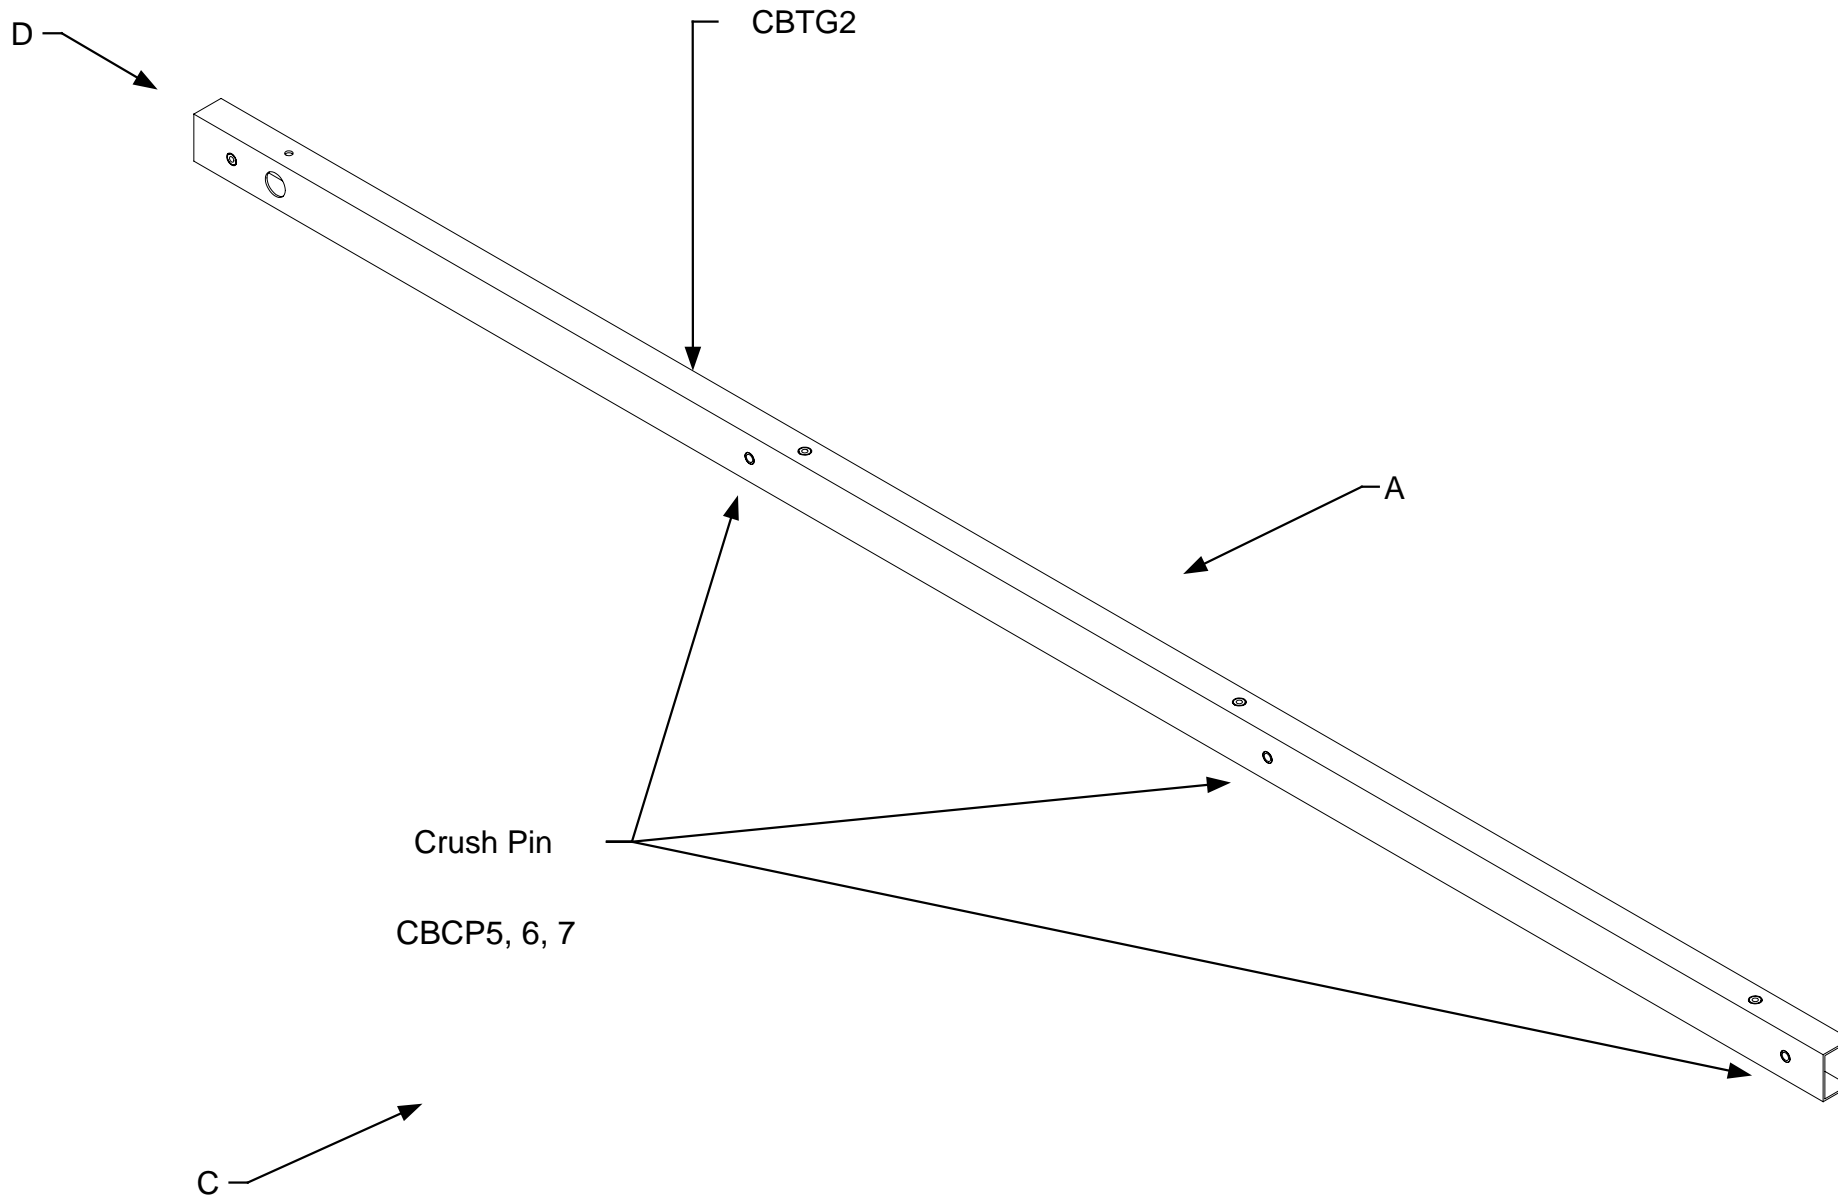 CBTG2
D
A
Crush Pin
CBCP5, 6, 7
C